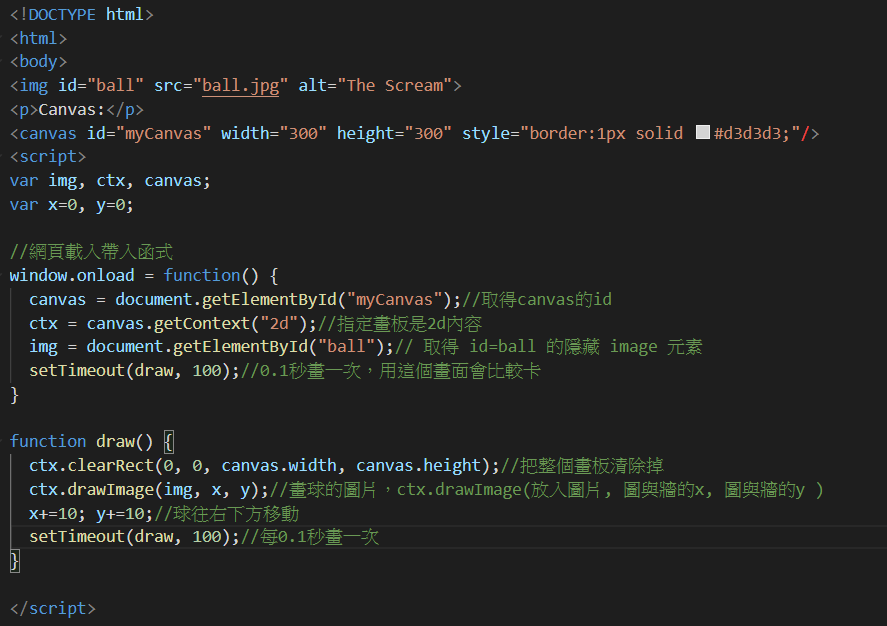 <!DOCTYPE html>
<html>
<body>
<img id="ball" src="ball.jpg" alt="The Scream">
<p>Canvas:</p>
<canvas id="myCanvas" width="300" height="300" style="border:1px solid #d3d3d3;"/>
<script>
var img, ctx, canvas;
var x=0, y=0;
//網頁載入帶入函式
window.onload = function() {
canvas = document.getElementById("myCanvas");//取得canvas的id
ctx = canvas.getContext("2d");//指定畫板是2d內容
img = document.getElementById("ball");// 取得 id=ball 的隱藏 image 元素
setTimeout(draw, 100);//0.1秒畫一次，用這個畫面會比較卡
}
function draw() {
ctx.clearRect(0, 0, canvas.width, canvas.height);//把整個畫板清除掉
ctx.drawImage(img, x, y);//畫球的圖片，ctx.drawImage(放入圖片, 圖與牆的x, 圖與牆的y )
x+=10; y+=10;//球往右下方移動
setTimeout(draw, 100);//每0.1秒畫一次
}
</script>